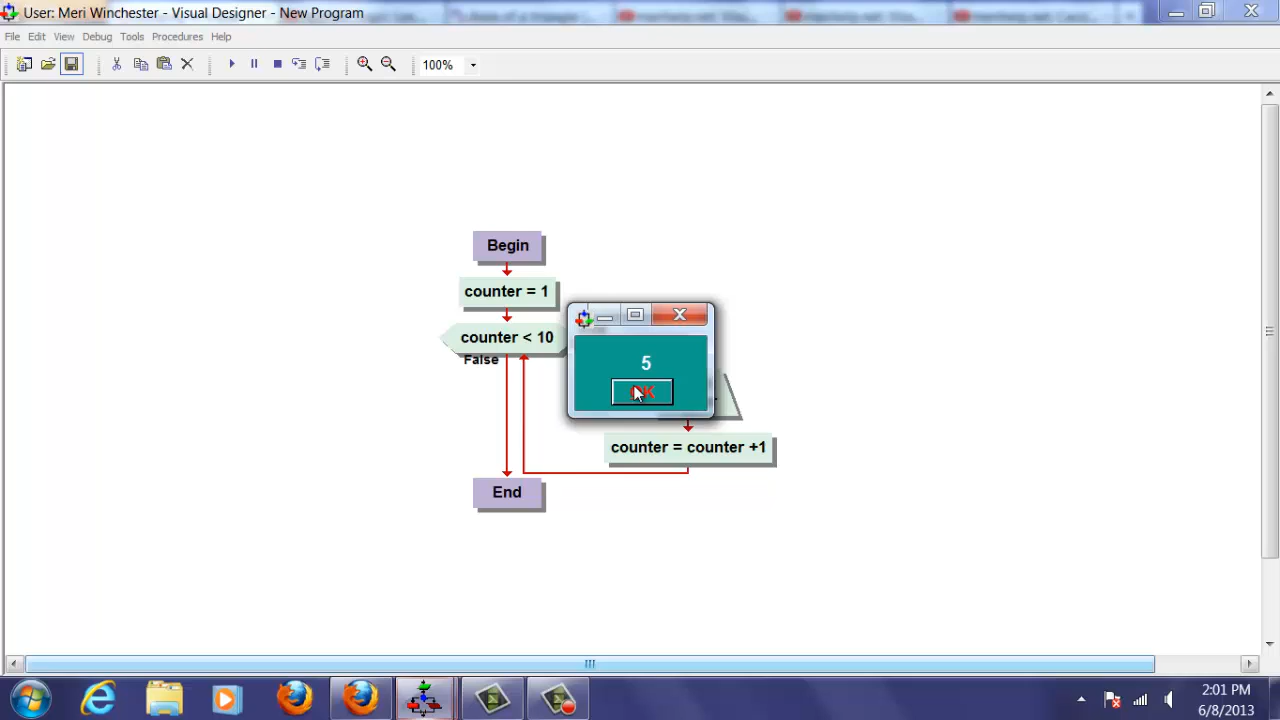 User: Meri Winchester - Visual Designer - New Program
File Edit View Debug Tools Procedures Help
100%
Begin
counter = 1
counter < 10
False
5
OK
counter = counter +1
End
2:01 PM
6/8/2013